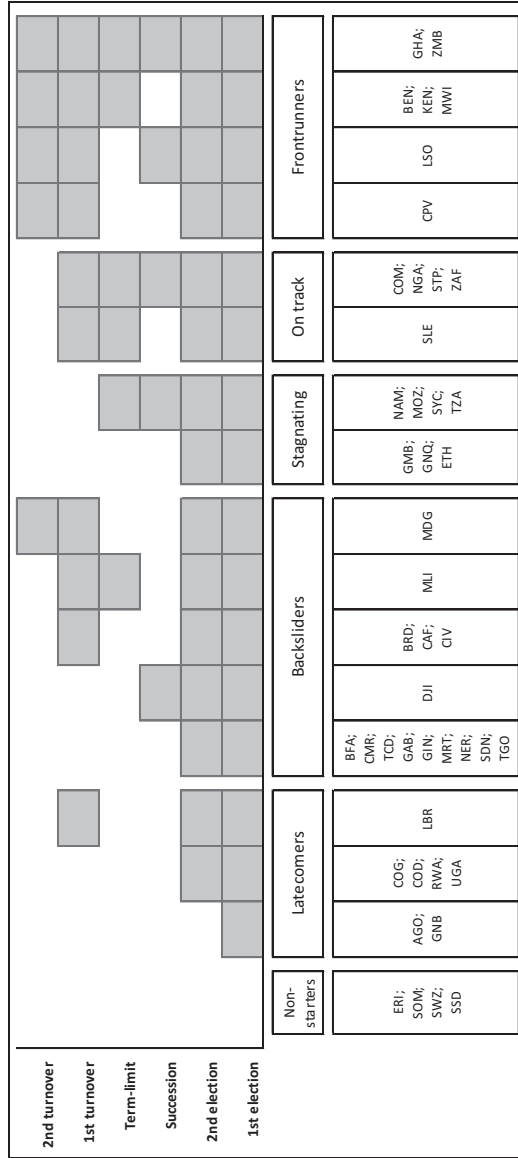 2nd turnover
1st turnover
Term-limit
Succession
2nd election
1st election
Non-
starters
Latecomers
Backsliders
Stagnating
On track
Frontrunners
ERI;
SOM;
SWZ;
SSD
AGO;
GNB
COG;
COD;
RWA;
UGA
LBR
BFA;
CMR;
TCD;
GAB;
GIN;
MRT;
NER;
SDN;
TGO
DJI
BRD;
CAF;
CIV
MLI
MDG
GMB;
GNQ;
ETH
NAM;
MOZ;
SYC;
TZA
SLE
COM;
NGA;
STP;
ZAF
CPV
LSO
BEN;
KEN;
MWI
GHA;
ZMB